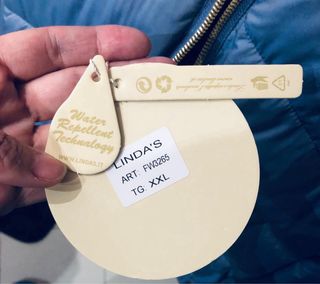 Water
Repellent
Technology
WWW.LINDAS.IT
LINDA'S
ART. FW3265
TG. XXL